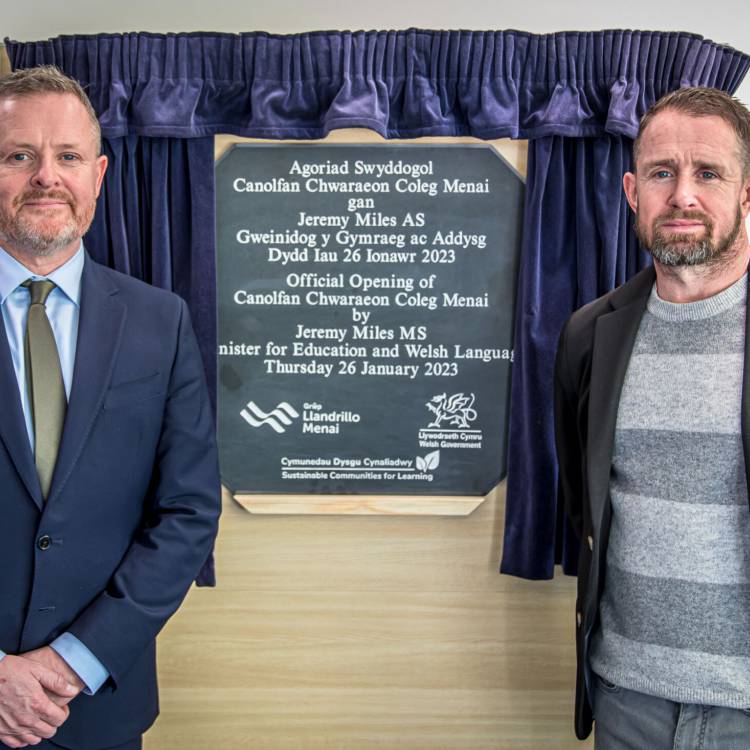 Agoriad Swyddogol
Canolfan Chwaraeon Coleg Menai
gan
Jeremy Miles AS
Gweinidog y Gymraeg ac Addysg
Dydd Iau 26 Ionawr 2023
Official Opening of
Canolfan Chwaraeon Coleg Menai
by
Jeremy Miles MS
nister for Education and Welsh Languag
Thursday 26 January 2023
Grŵp
Llandrillo
Menai
Llywodraeth Cymru
Welsh Government
Cymunedau Dysgu Cynaliadwy
Sustainable Communities for Learning